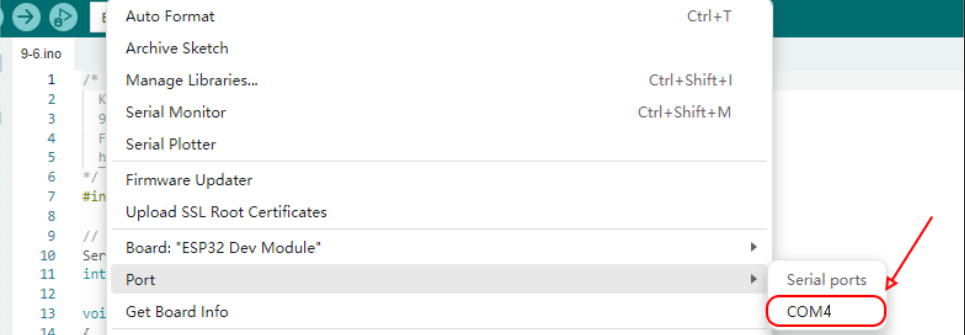 Auto Format Ctrl+T
Archive Sketch
9-6.ino
Manage Libraries... Ctrl+Shift+I
Serial Monitor Ctrl+Shift+M
Serial Plotter
Firmware Updater
Upload SSL Root Certificates
Board: "ESP32 Dev Module"
Port
Get Board Info
Serial ports
COM4
1 /*
2 K
3 9
4 F
5 h
6 */
7 #in
8
9 //
10 Ser
11 int
12
13 voi
14 {